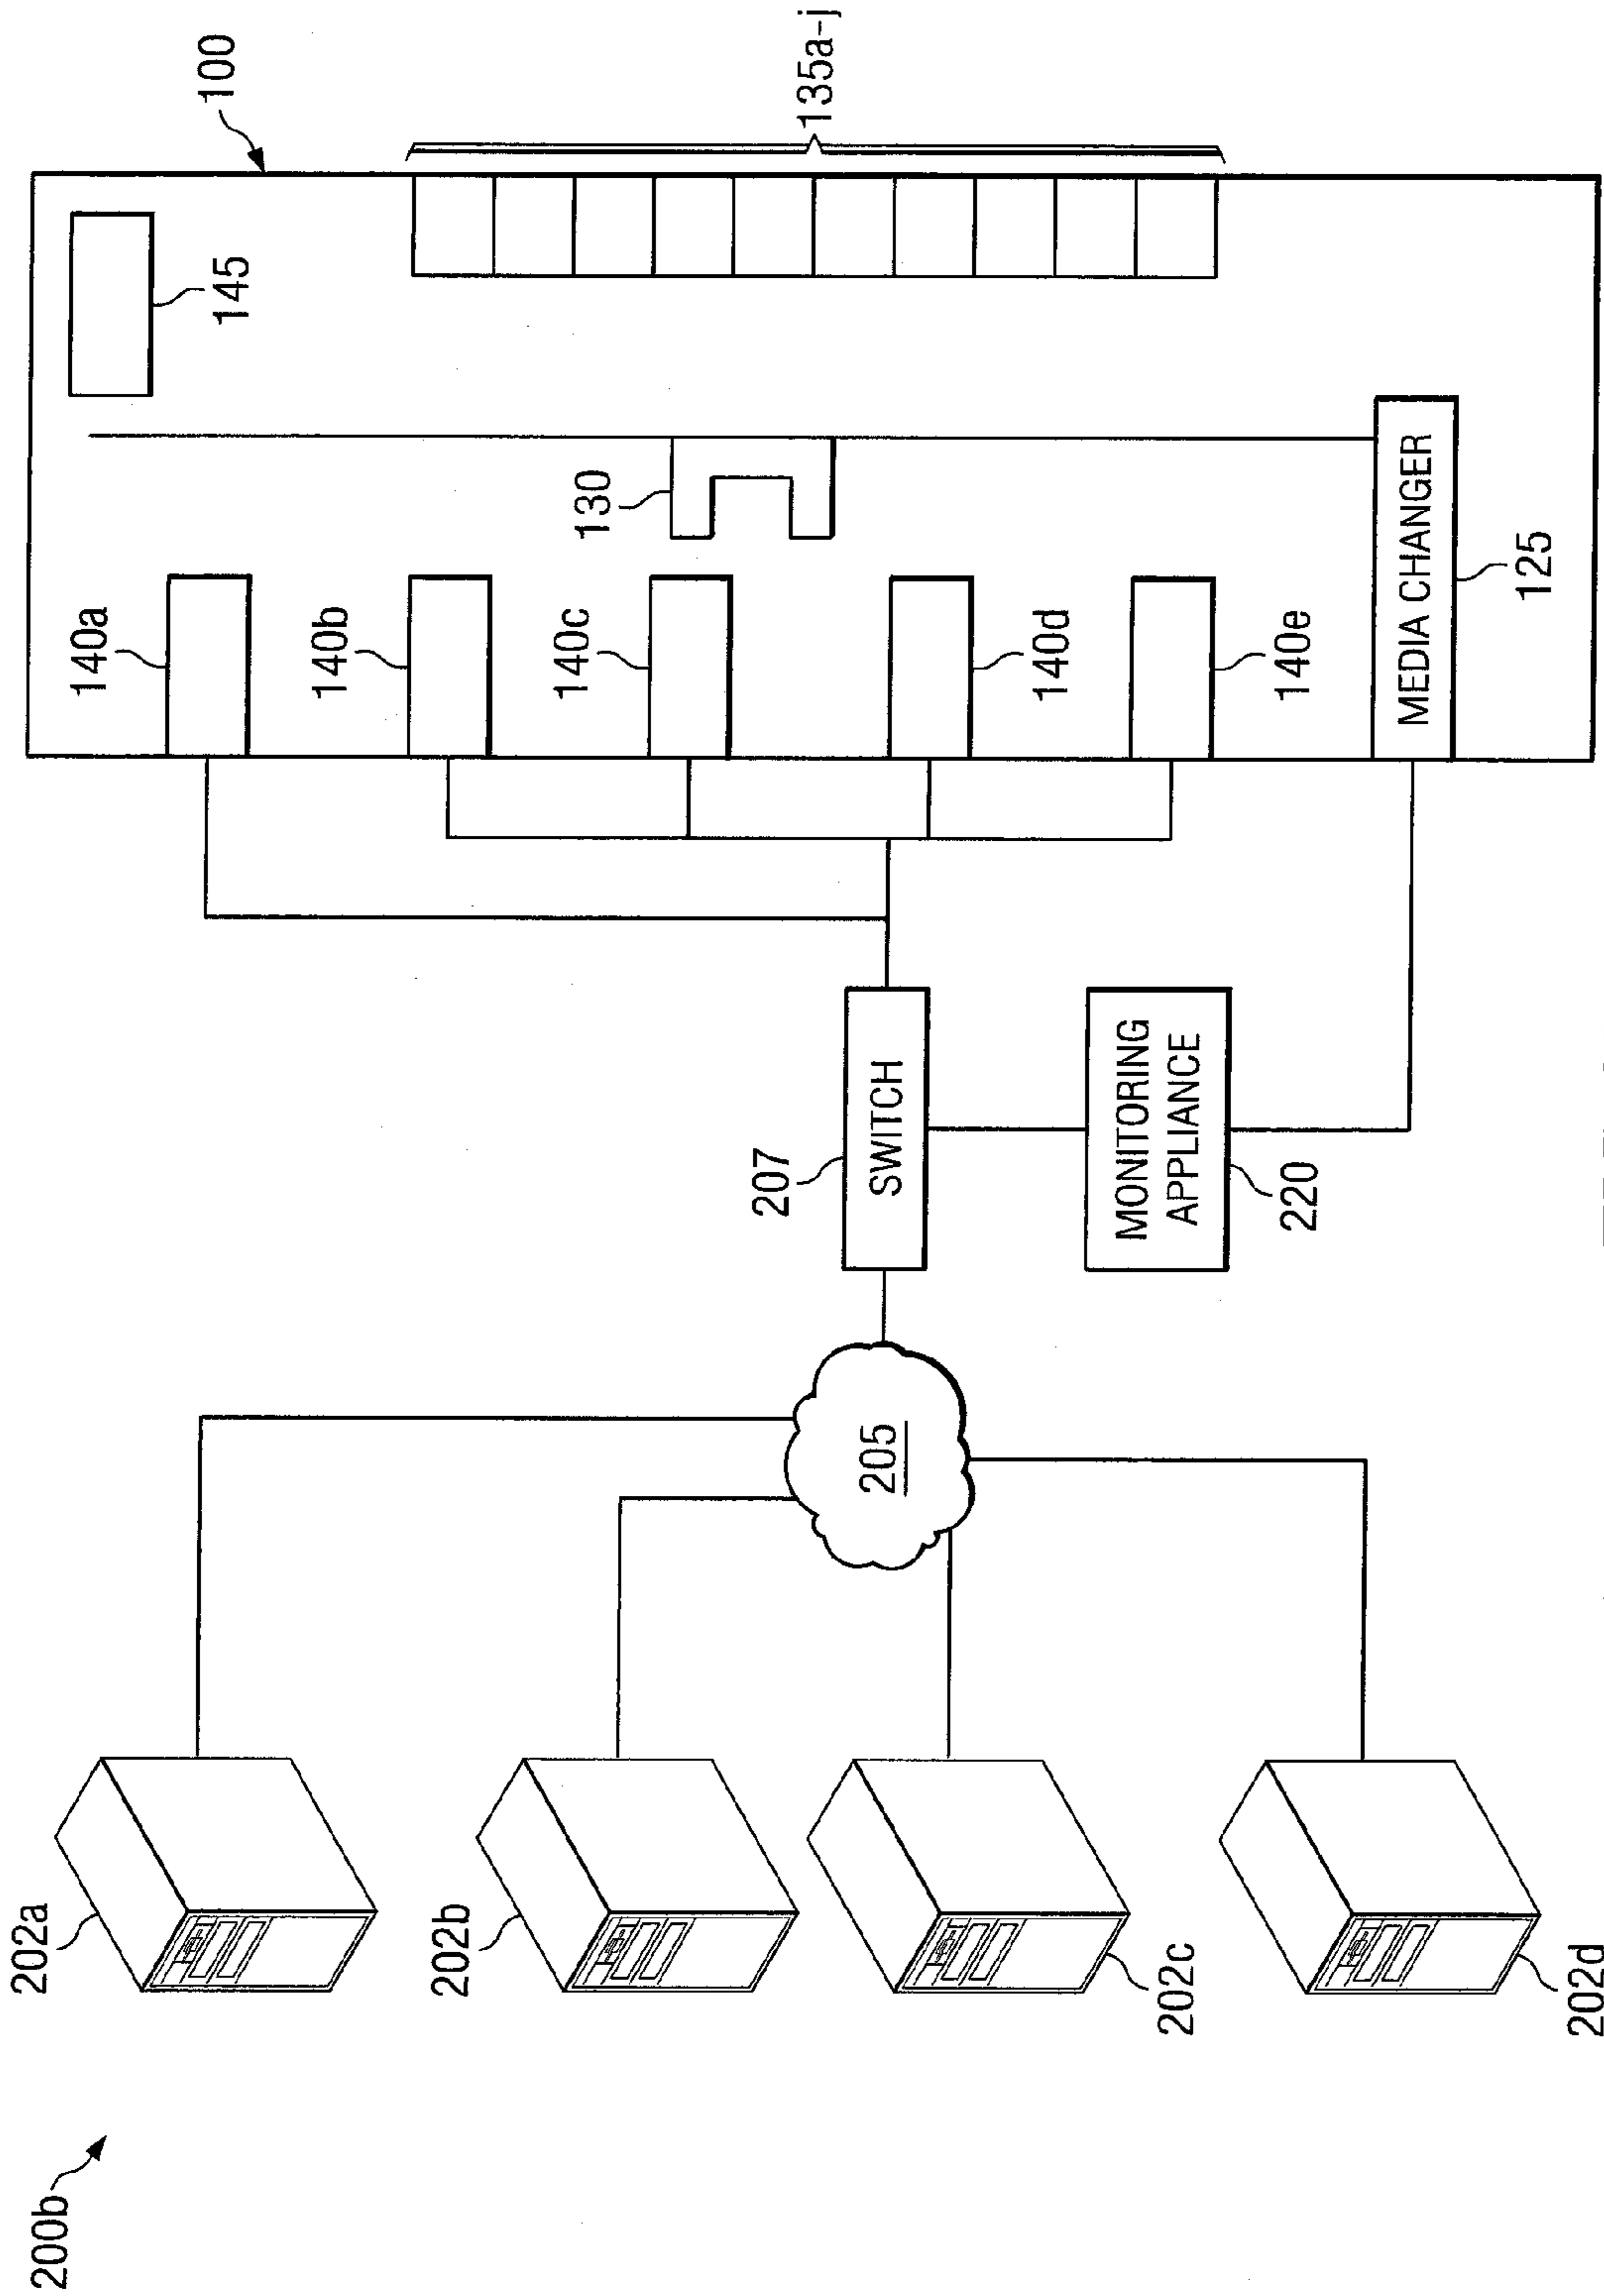 200b
202a
202b
202c
202d
205
207
SWITCH
MONITORING
APPLIANCE
220
100
140a
140b
140c
140d
140e
130
145
135a-j
MEDIA CHANGER
125